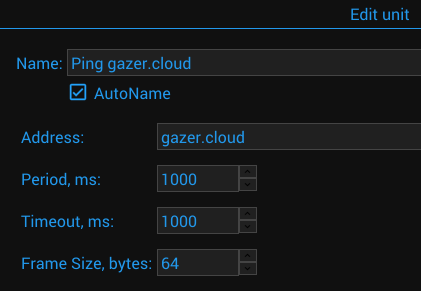 Edit unit
Name: Ping gazer.cloud
AutoName
Address: gazer.cloud
Period, ms: 1000
Timeout, ms: 1000
Frame Size, bytes: 64